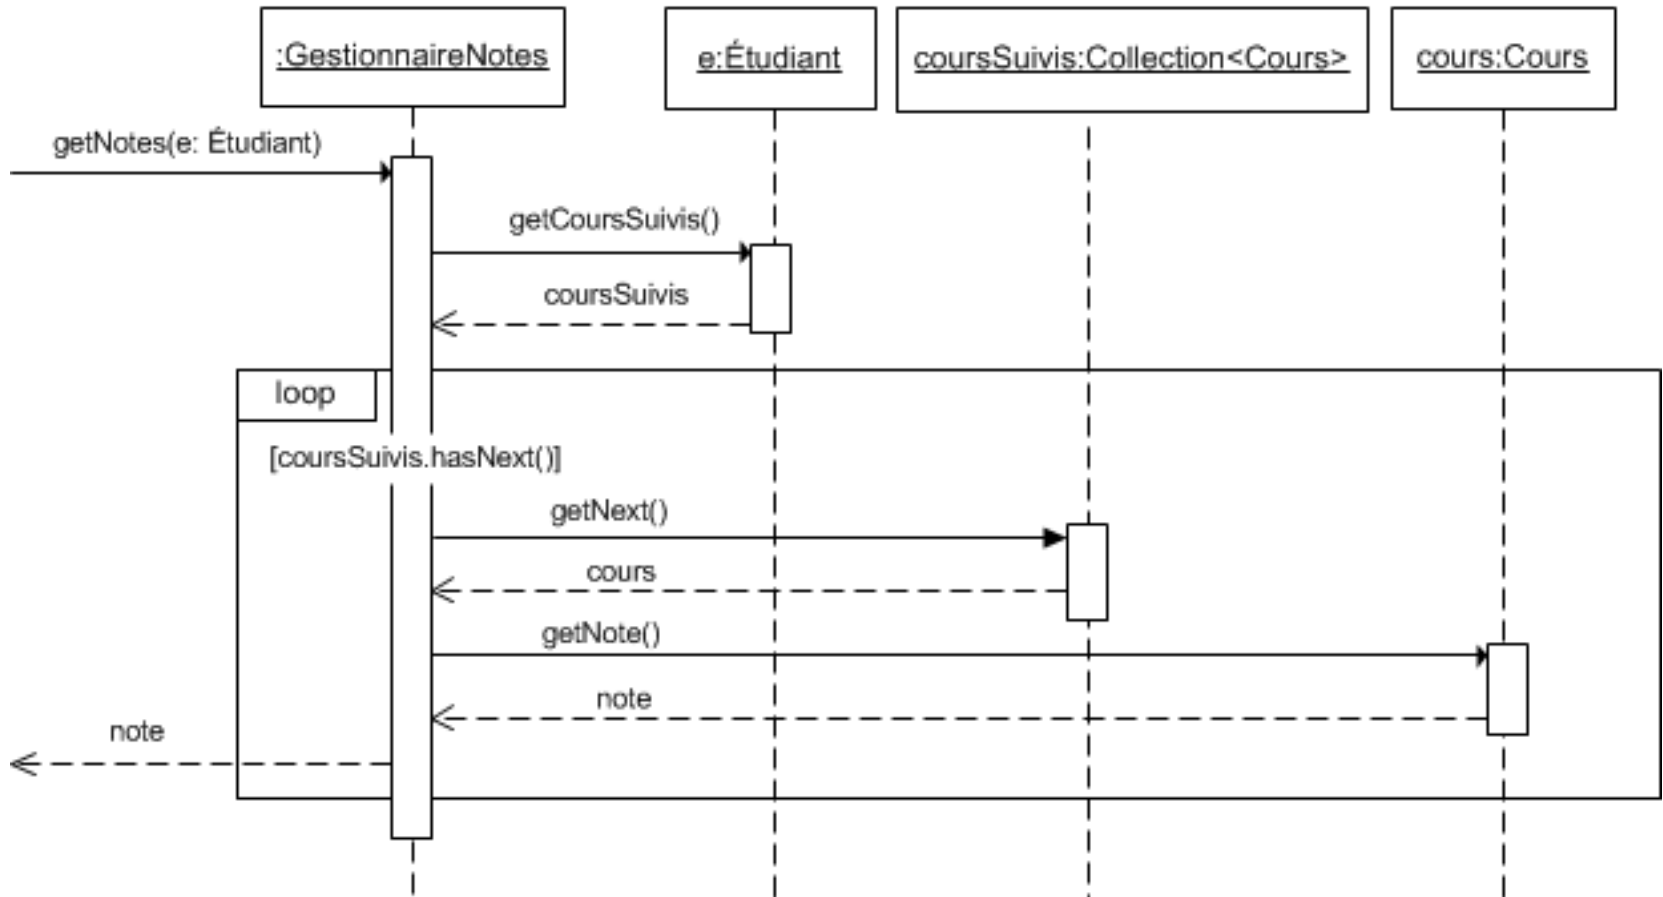 :GestionnaireNotes
e:Étudiant
coursSuivis:Collection<Cours>
cours:Cours
getNotes(e: Étudiant)
getCoursSuivis()
coursSuivis
loop
[coursSuivis.hasNext()]
getNext()
cours
getNote()
note
note